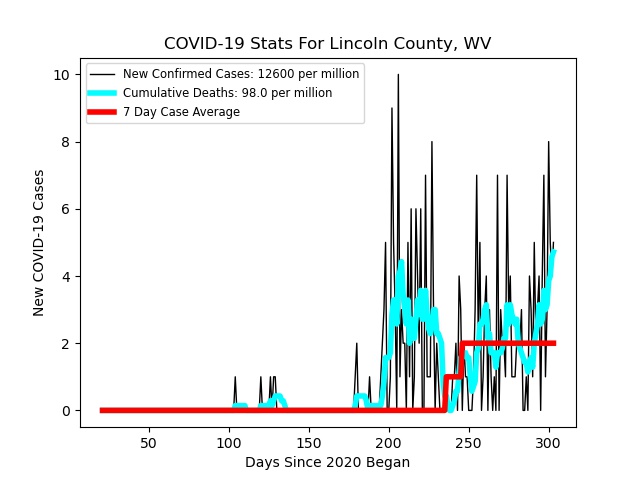 COVID-19 Stats For Lincoln County, WV
New Confirmed Cases: 12600 per million
Cumulative Deaths: 98.0 per million
7 Day Case Average
New COVID-19 Cases
10
8
6
4
2
0
50 100 150 200 250 300
Days Since 2020 Began